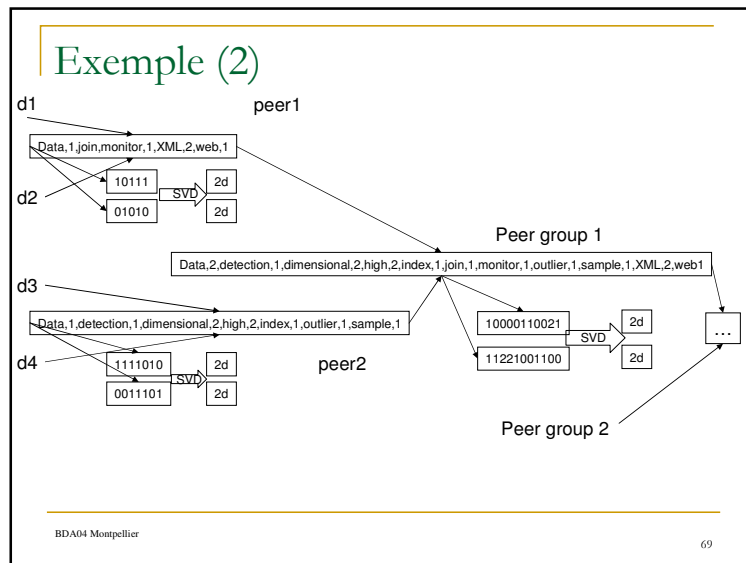 Exemple (2)
d1
peer1
Data,1,join,monitor,1,XML,2,web,1
10111
SVD
2d
d2
01010
2d
Peer group 1
Data,2,detection,1,dimensional,2,high,2,index,1,join,1,monitor,1,outlier,1,sample,1,XML,2,web1
d3
Data,1,detection,1,dimensional,2,high,2,index,1,outlier,1,sample,1
10000110021
SVD
2d
...
d4
1111010
SVD
2d
peer2
11221001100
2d
0011101
2d
Peer group 2
BDA04 Montpellier
69